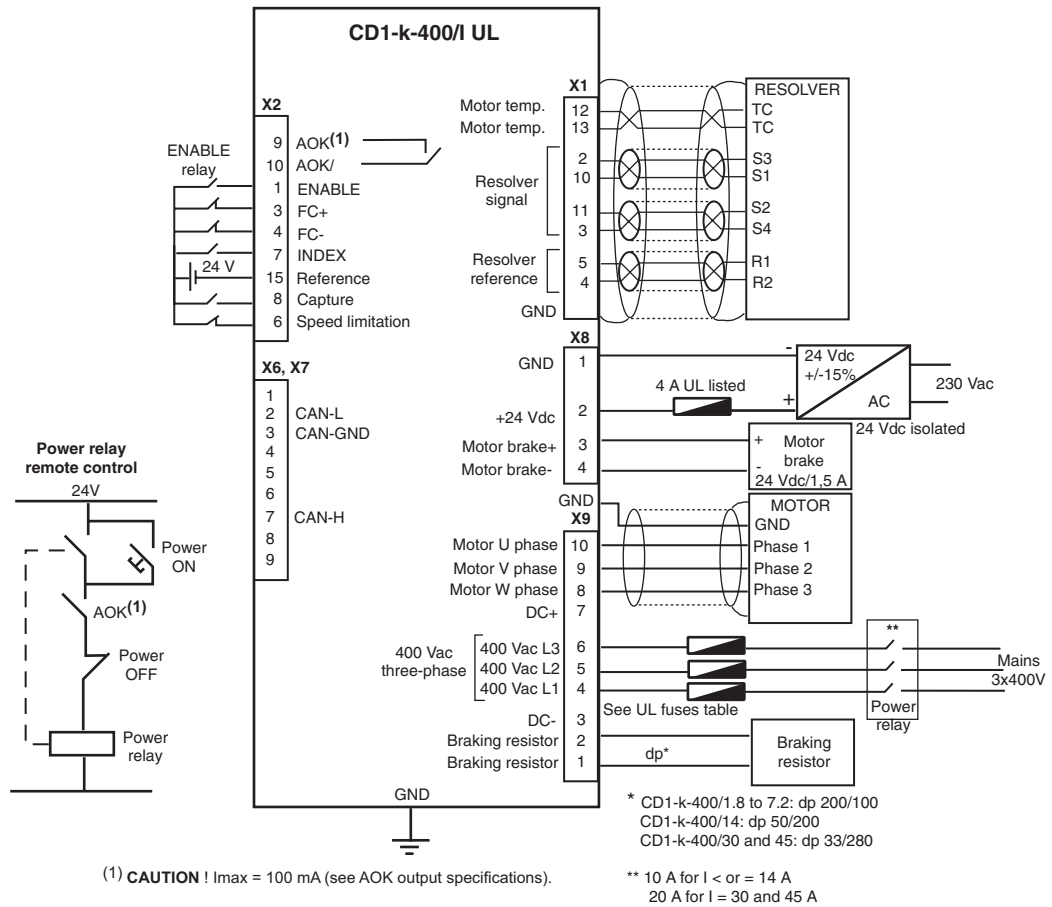 CD1-k-400/I UL
X2
9 AOK(1)
10 AOK/
1 ENABLE
3 FC+
4 FC-
7 INDEX
15 Reference
8 Capture
6 Speed limitation
ENABLE
relay
24 V
X6, X7
1
2 CAN-L
3 CAN-GND
4
5
6
7 CAN-H
8
9
Power relay
remote control
24V
Power
ON
AOK(1)
Power
OFF
Power
relay
X1
Motor temp. 12
Motor temp. 13
Resolver
signal
2
10
11
3
Resolver
reference
5
4
GND
RESOLVER
TC
TC
S3
S1
S2
S4
R1
R2
X8
GND 1
+24 Vdc 2
Motor brake+ 3
Motor brake- 4
4 A UL listed
-
+
24 Vdc
+/-15%
AC
230 Vac
24 Vdc isolated
+ Motor
brake
-
24 Vdc/1,5 A
GND
X9
Motor U phase 10
Motor V phase 9
Motor W phase 8
DC+ 7
400 Vac
three-phase
400 Vac L3 6
400 Vac L2 5
400 Vac L1 4
DC- 3
Braking resistor 2
Braking resistor 1
MOTOR
GND
Phase 1
Phase 2
Phase 3
**
Mains
3x400V
Power
relay
See UL fuses table
dp*
Braking
resistor
GND
* CD1-k-400/1.8 to 7.2: dp 200/100
CD1-k-400/14: dp 50/200
CD1-k-400/30 and 45: dp 33/280
(1) CAUTION ! Imax = 100 mA (see AOK output specifications).
** 10 A for I < or = 14 A
20 A for I = 30 and 45 A